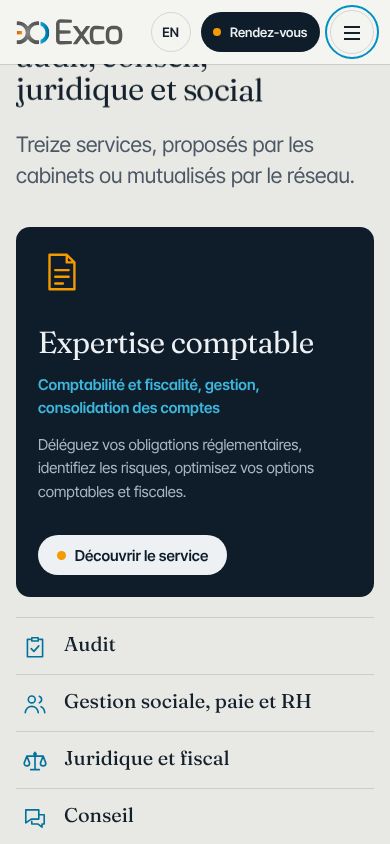 Exco
EN
Rendez-vous
audit, conseil,
juridique et social
Treize services, proposés par les
cabinets ou mutualisés par le réseau.
Expertise comptable
Comptabilité et fiscalité, gestion,
consolidation des comptes
Déléguez vos obligations réglementaires,
identifiez les risques, optimisez vos options
comptables et fiscales.
Découvrir le service
Audit
Gestion sociale, paie et RH
Juridique et fiscal
Conseil